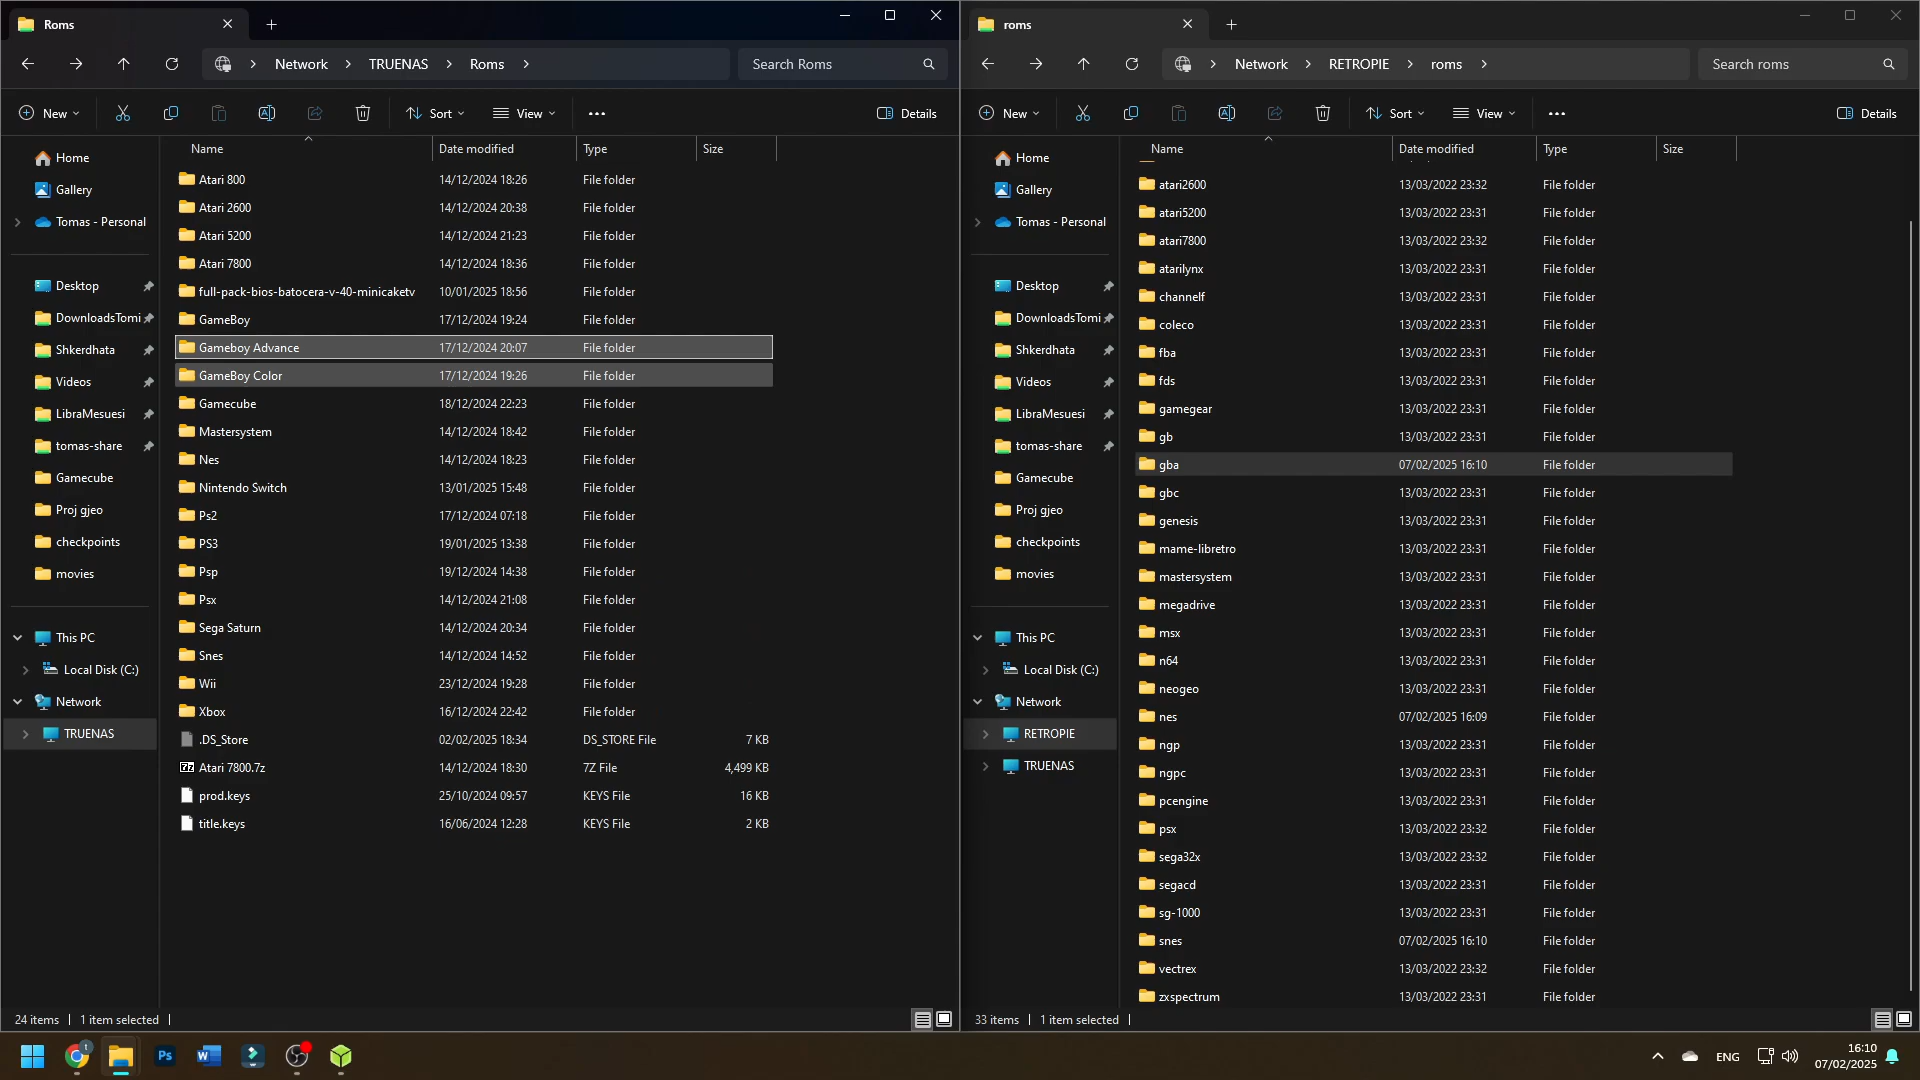 Roms
Network > TRUENAS > Roms >
Search Roms
New
Sort
View
Details
Home
Gallery
Tomas - Personal
Desktop
DownloadsTomi
Shkerdhata
Videos
LibraMesuesi
tomas-share
Gamecube
Proj gjeo
checkpoints
movies
This PC
Local Disk (C:)
Network
TRUENAS
Name Date modified Type Size
Atari 800 14/12/2024 18:26 File folder
Atari 2600 14/12/2024 20:38 File folder
Atari 5200 14/12/2024 21:23 File folder
Atari 7800 14/12/2024 18:36 File folder
full-pack-bios-batocera-v-40-minicaketv 10/01/2025 18:56 File folder
GameBoy 17/12/2024 19:24 File folder
Gameboy Advance 17/12/2024 20:07 File folder
GameBoy Color 17/12/2024 19:26 File folder
Gamecube 18/12/2024 22:23 File folder
Mastersystem 14/12/2024 18:42 File folder
Nes 14/12/2024 18:23 File folder
Nintendo Switch 13/01/2025 15:48 File folder
Ps2 17/12/2024 07:18 File folder
PS3 19/01/2025 13:38 File folder
Psp 19/12/2024 14:38 File folder
Psx 14/12/2024 21:08 File folder
Sega Saturn 14/12/2024 20:34 File folder
Snes 14/12/2024 14:52 File folder
Wii 23/12/2024 19:28 File folder
Xbox 16/12/2024 22:42 File folder
.DS_Store 02/02/2025 18:34 DS_STORE File 7 KB
Atari 7800.7z 14/12/2024 18:30 7Z File 4,499 KB
prod.keys 25/10/2024 09:57 KEYS File 16 KB
title.keys 16/06/2024 12:28 KEYS File 2 KB
24 items 1 item selected
roms
Network > RETROPIE > roms >
Search roms
New
Sort
View
Details
Home
Gallery
Tomas - Personal
Desktop
DownloadsTomi
Shkerdhata
Videos
LibraMesuesi
tomas-share
Gamecube
Proj gjeo
checkpoints
movies
This PC
Local Disk (C:)
Network
RETROPIE
TRUENAS
Name Date modified Type Size
atari2600 13/03/2022 23:32 File folder
atari5200 13/03/2022 23:31 File folder
atari7800 13/03/2022 23:32 File folder
atarilynx 13/03/2022 23:31 File folder
channelf 13/03/2022 23:31 File folder
coleco 13/03/2022 23:31 File folder
fba 13/03/2022 23:31 File folder
fds 13/03/2022 23:31 File folder
gamegear 13/03/2022 23:31 File folder
gb 13/03/2022 23:31 File folder
gba 07/02/2025 16:10 File folder
gbc 13/03/2022 23:31 File folder
genesis 13/03/2022 23:31 File folder
mame-libretro 13/03/2022 23:31 File folder
mastersystem 13/03/2022 23:31 File folder
megadrive 13/03/2022 23:31 File folder
msx 13/03/2022 23:31 File folder
n64 13/03/2022 23:31 File folder
neogeo 13/03/2022 23:31 File folder
nes 07/02/2025 16:09 File folder
ngp 13/03/2022 23:31 File folder
ngpc 13/03/2022 23:31 File folder
pcengine 13/03/2022 23:31 File folder
psx 13/03/2022 23:32 File folder
sega32x 13/03/2022 23:32 File folder
segacd 13/03/2022 23:31 File folder
sg-1000 13/03/2022 23:31 File folder
snes 07/02/2025 16:10 File folder
vectrex 13/03/2022 23:32 File folder
zxspectrum 13/03/2022 23:31 File folder
33 items 1 item selected
t
Ps
W
ENG
16:10
07/02/2025